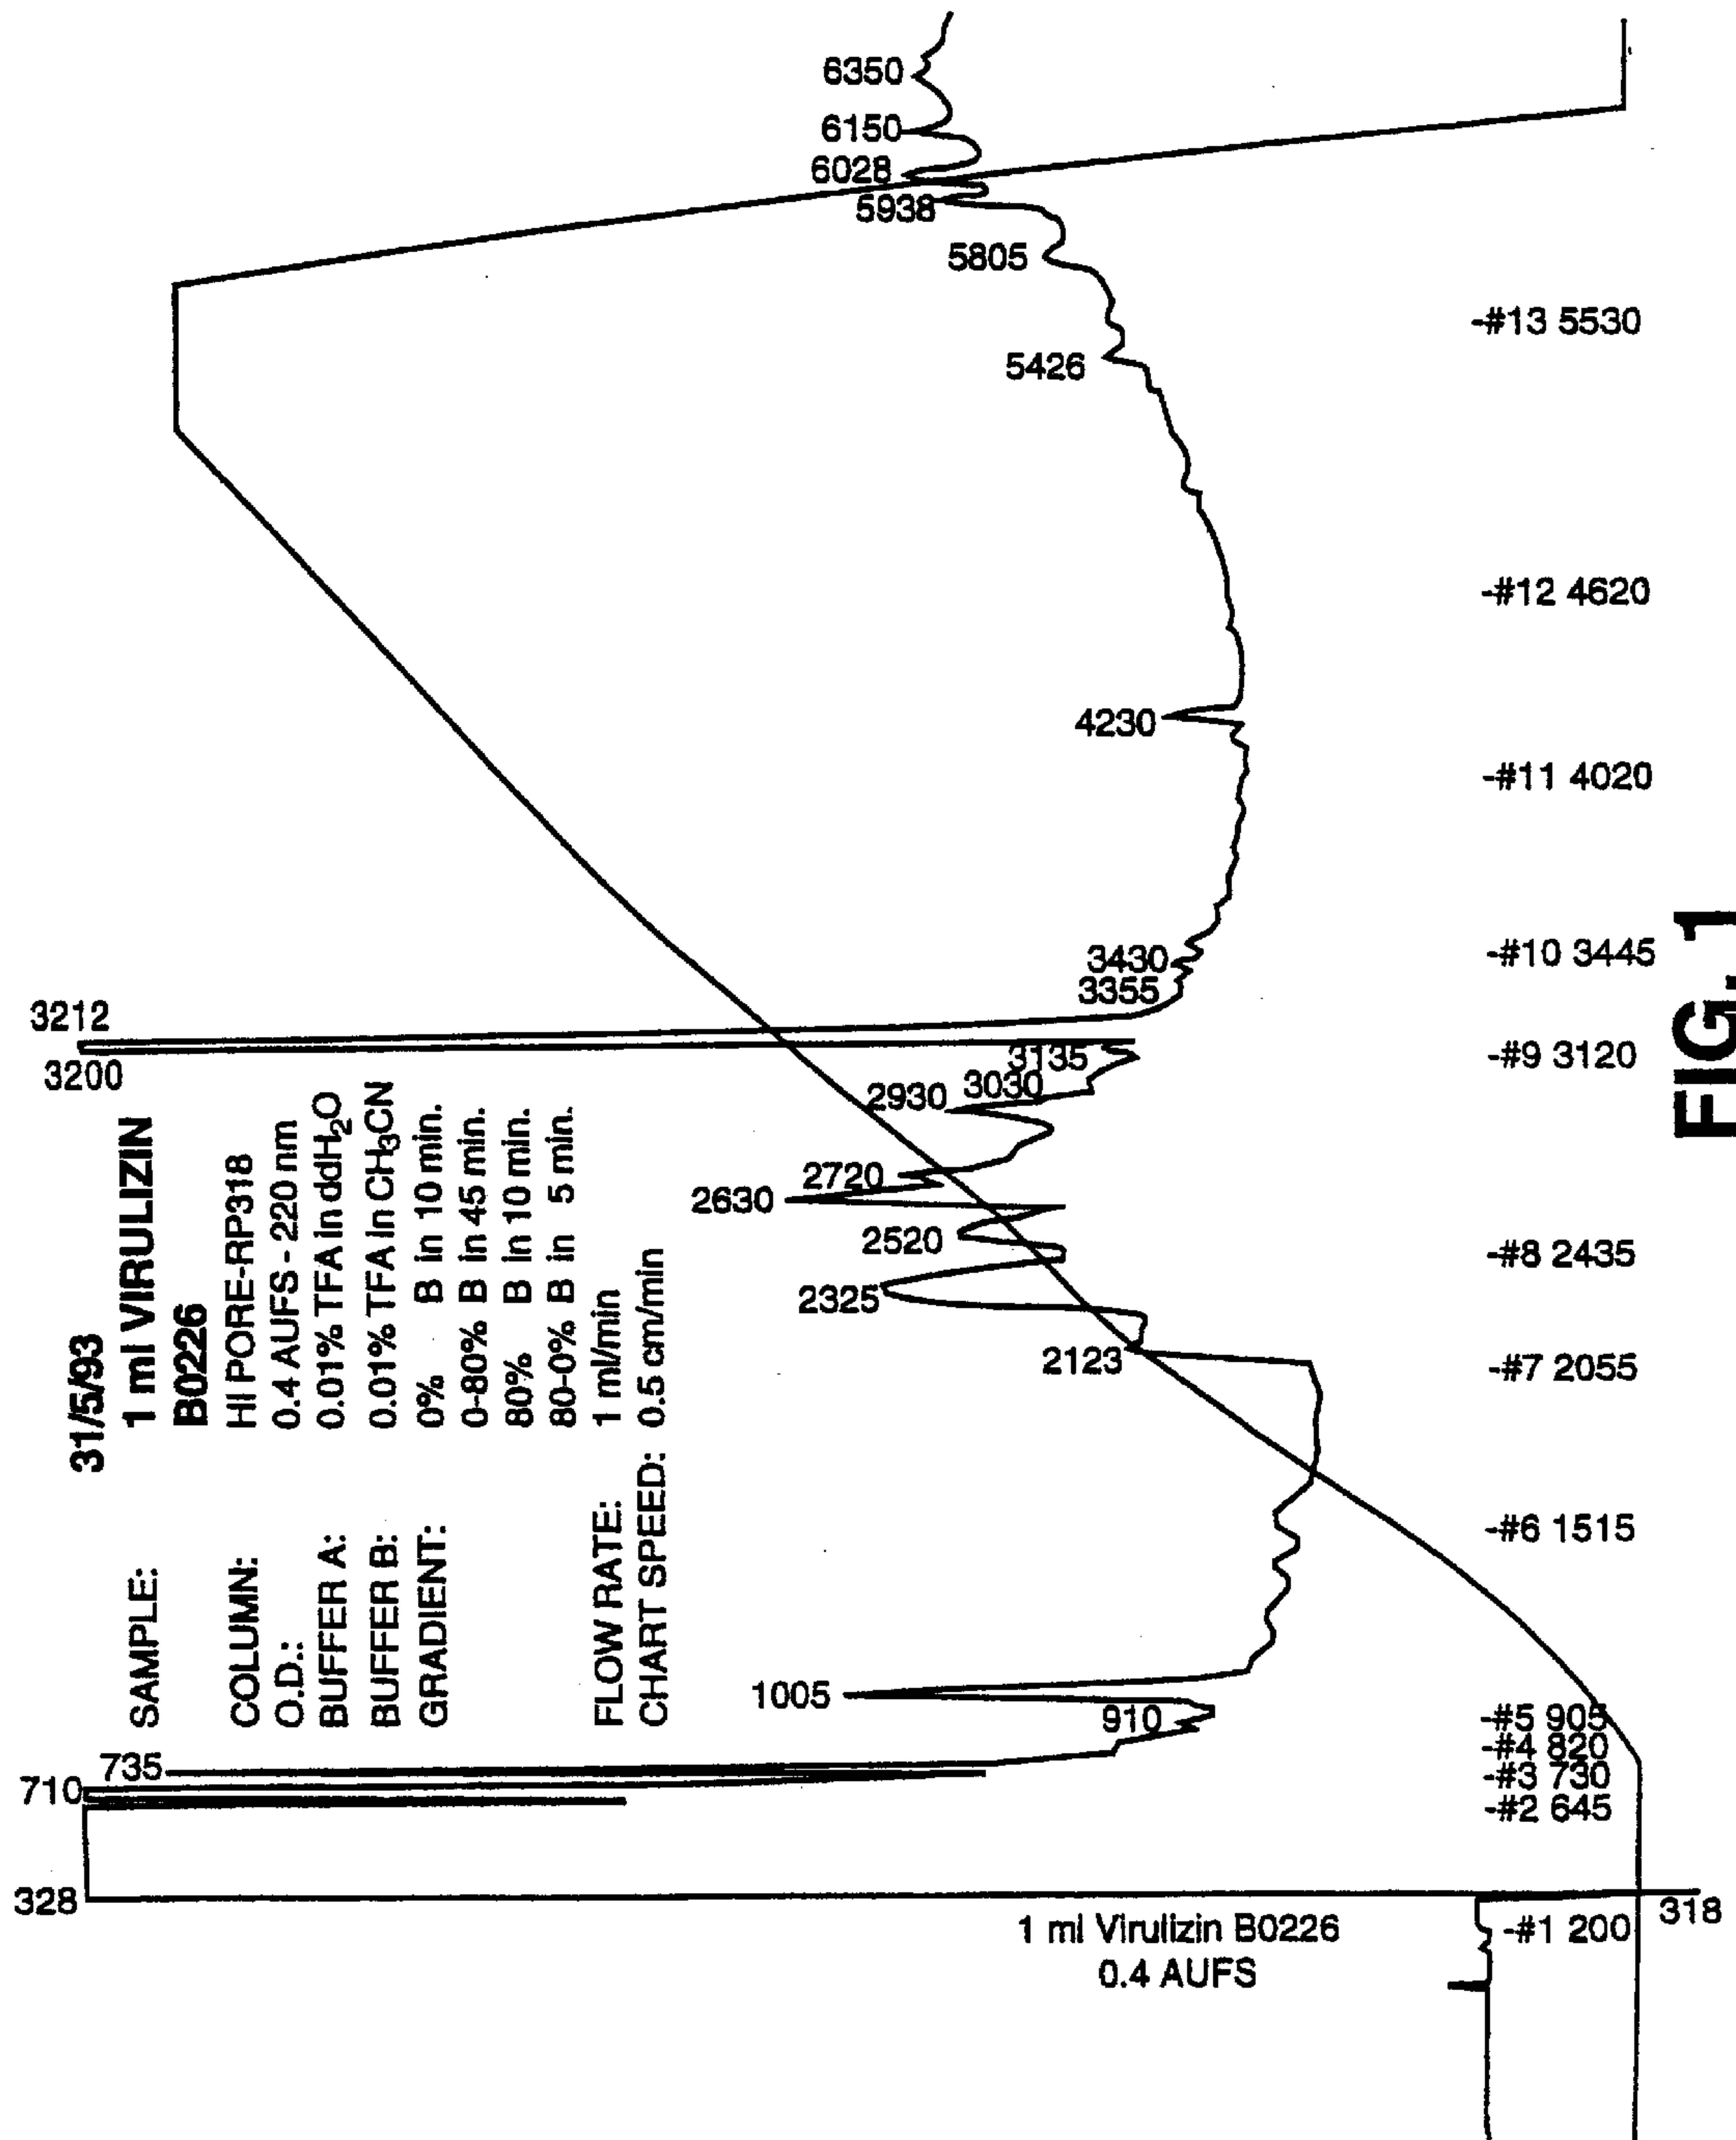 31/5/93
SAMPLE: 1 ml VIRULIZIN
B0226
COLUMN: HI PORE-RP318
O.D.: 0.4 AUFS - 220 nm
BUFFER A: 0.01% TFA in ddH₂O
BUFFER B: 0.01% TFA in CH₃CN
GRADIENT: 0% B in 10 min.
0-80% B in 45 min.
80% B in 10 min.
80-0% B in 5 min.
FLOW RATE: 1 ml/min
CHART SPEED: 0.5 cm/min
328
710
735
910
1005
2123
2325
2520
2630
2720
2930
3030
3135
3200
3212
3355
3430
4230
5426
5805
5938
6028
6150
6350
318
1 ml Virulizin B0226
0.4 AUFS
-#1 200
-#2 645
-#3 730
-#4 820
-#5 905
-#6 1515
-#7 2055
-#8 2435
-#9 3120
-#10 3445
-#11 4020
-#12 4620
-#13 5530
FIG. 1